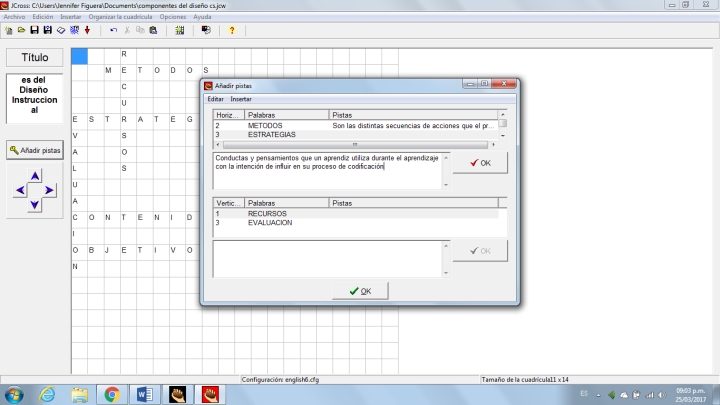 JCross: C:\Users\Jennifer Figuera\Documents\componentes del diseño cs.jcw
Archivo Edición Insertar Organizar la cuadrícula Opciones Ayuda
Título
es del
Diseño
Instruccion
al
Añadir pistas
R
M E T O D O S
C
U
E S T R A T E G
V S
A O
L S
U
A
C O N T E N I D
I
O B J E T I V O
N
Añadir pistas
Editar Insertar
Horiz... Palabras Pistas
2 METODOS Son las distintas secuencias de acciones que el pr...
3 ESTRATEGIAS
Conductas y pensamientos que un aprendiz utiliza durante el aprendizaje
con la intención de influir en su proceso de codificación
OK
Vertic... Palabras Pistas
1 RECURSOS
3 EVALUACION
OK
OK
Configuración: english6.cfg
Tamaño de la cuadrícula11 x 14
ES
09:03 p.m.
25/03/2017